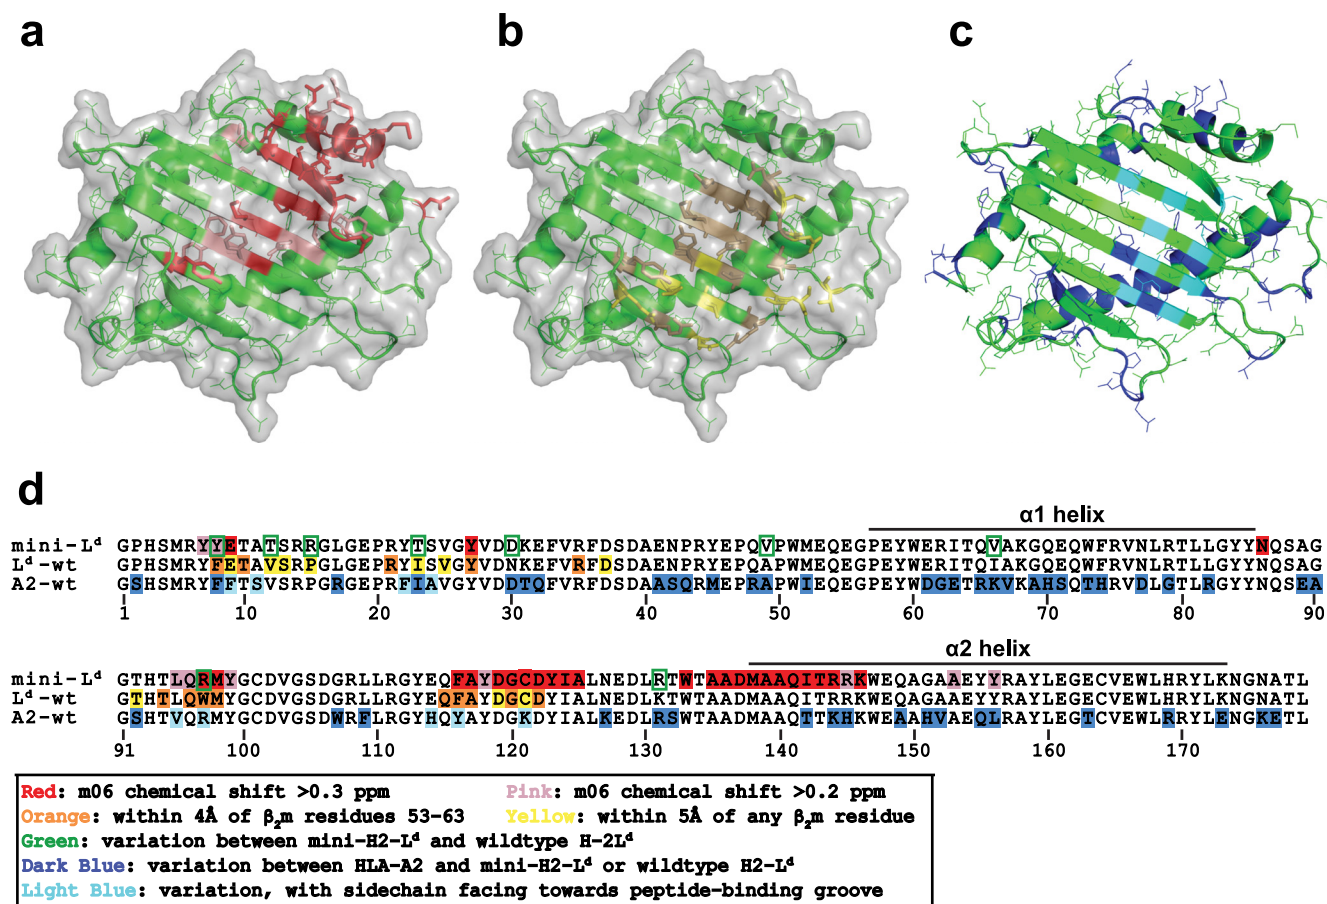 a
b
c
d
α1 helix
mini-Lᵈ GPHSMRYYETATSRRGLGEPRYTSVGYVDDKEFVRFDSDAENPRYEPQVPWMEQEGPEYWERITQVAKGQEQWFRVNLRTLLGYYNQSAG
Lᵈ-wt GPHSMRYFETAVSRPGLGEPRYISVGYVDNKEFVRFDSDAENPRYEPQAPWMEQEGPEYWERITQIAKGQEQWFRVNLRTLLGYYNQSAG
A2-wt GSHSMRYFFTSVSRPGRGEPRFIAVGYVDDTQFVRFDSDAASQRMEPRAPWIEQEGPEYWDGETRKVKAHSQTHRVDLGTLRGYYNQSEA
1 10 20 30 40 50 60 70 80 90
α2 helix
mini-Lᵈ GTHTLQRMYGCDVGSDGRLLRGYEQFAYDGCDYIALNEDLRTWTAADMAAQITRRKWEQAGAAEYYRAYLEGECVEWLHRYLKNGNATL
Lᵈ-wt GTHTLQWMYGCDVGSDGRLLRGYEQFAYDGCDYIALNEDLKTWTAADMAAQITRRKWEQAGAAEYYRAYLEGECVEWLHRYLKNGNATL
A2-wt GSHTVQRMYGCDVGSDWRFLRGYHQYAYDGKDYIALKEDLRSWTAADMAAQTTKHKWEAAHVAEQLRAYLEGTCVEWLRRYLENGKETL
91 100 110 120 130 140 150 160 170
Red: m06 chemical shift >0.3 ppm Pink: m06 chemical shift >0.2 ppm
Orange: within 4Å of β₂m residues 53-63 Yellow: within 5Å of any β₂m residue
Green: variation between mini-H2-Lᵈ and wildtype H-2Lᵈ
Dark Blue: variation between HLA-A2 and mini-H2-Lᵈ or wildtype H2-Lᵈ
Light Blue: variation, with sidechain facing towards peptide-binding groove